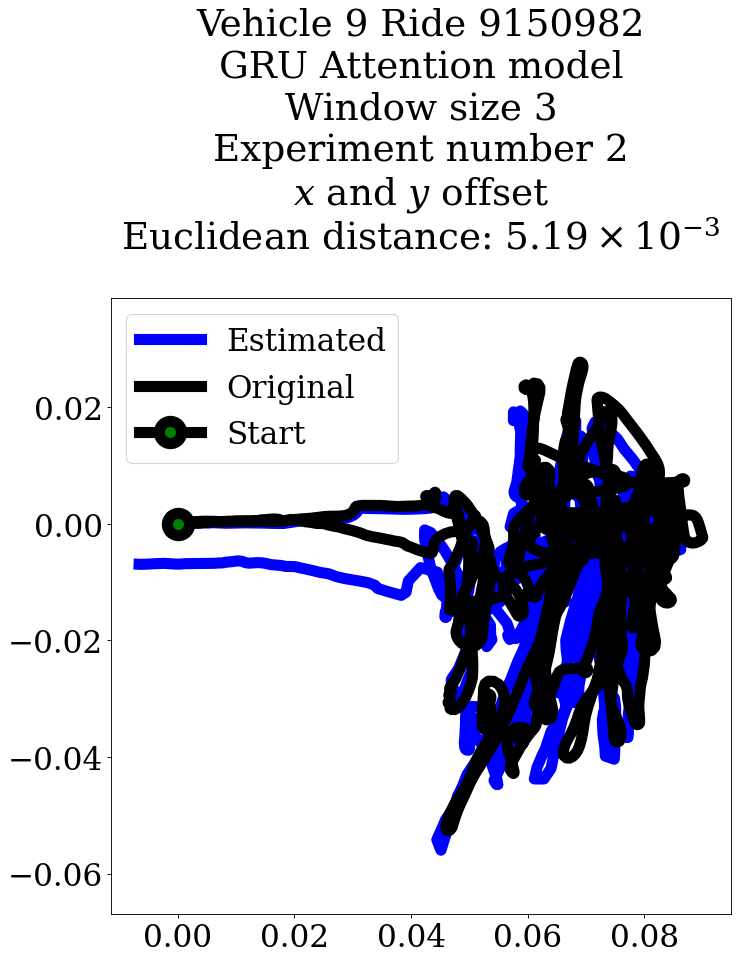 Vehicle 9 Ride 9150982
GRU Attention model
Window size 3
Experiment number 2
x and y offset
Euclidean distance: 5.19 × 10⁻³
Estimated
Original
Start
0.02
0.00
−0.02
−0.04
−0.06
0.00 0.02 0.04 0.06 0.08